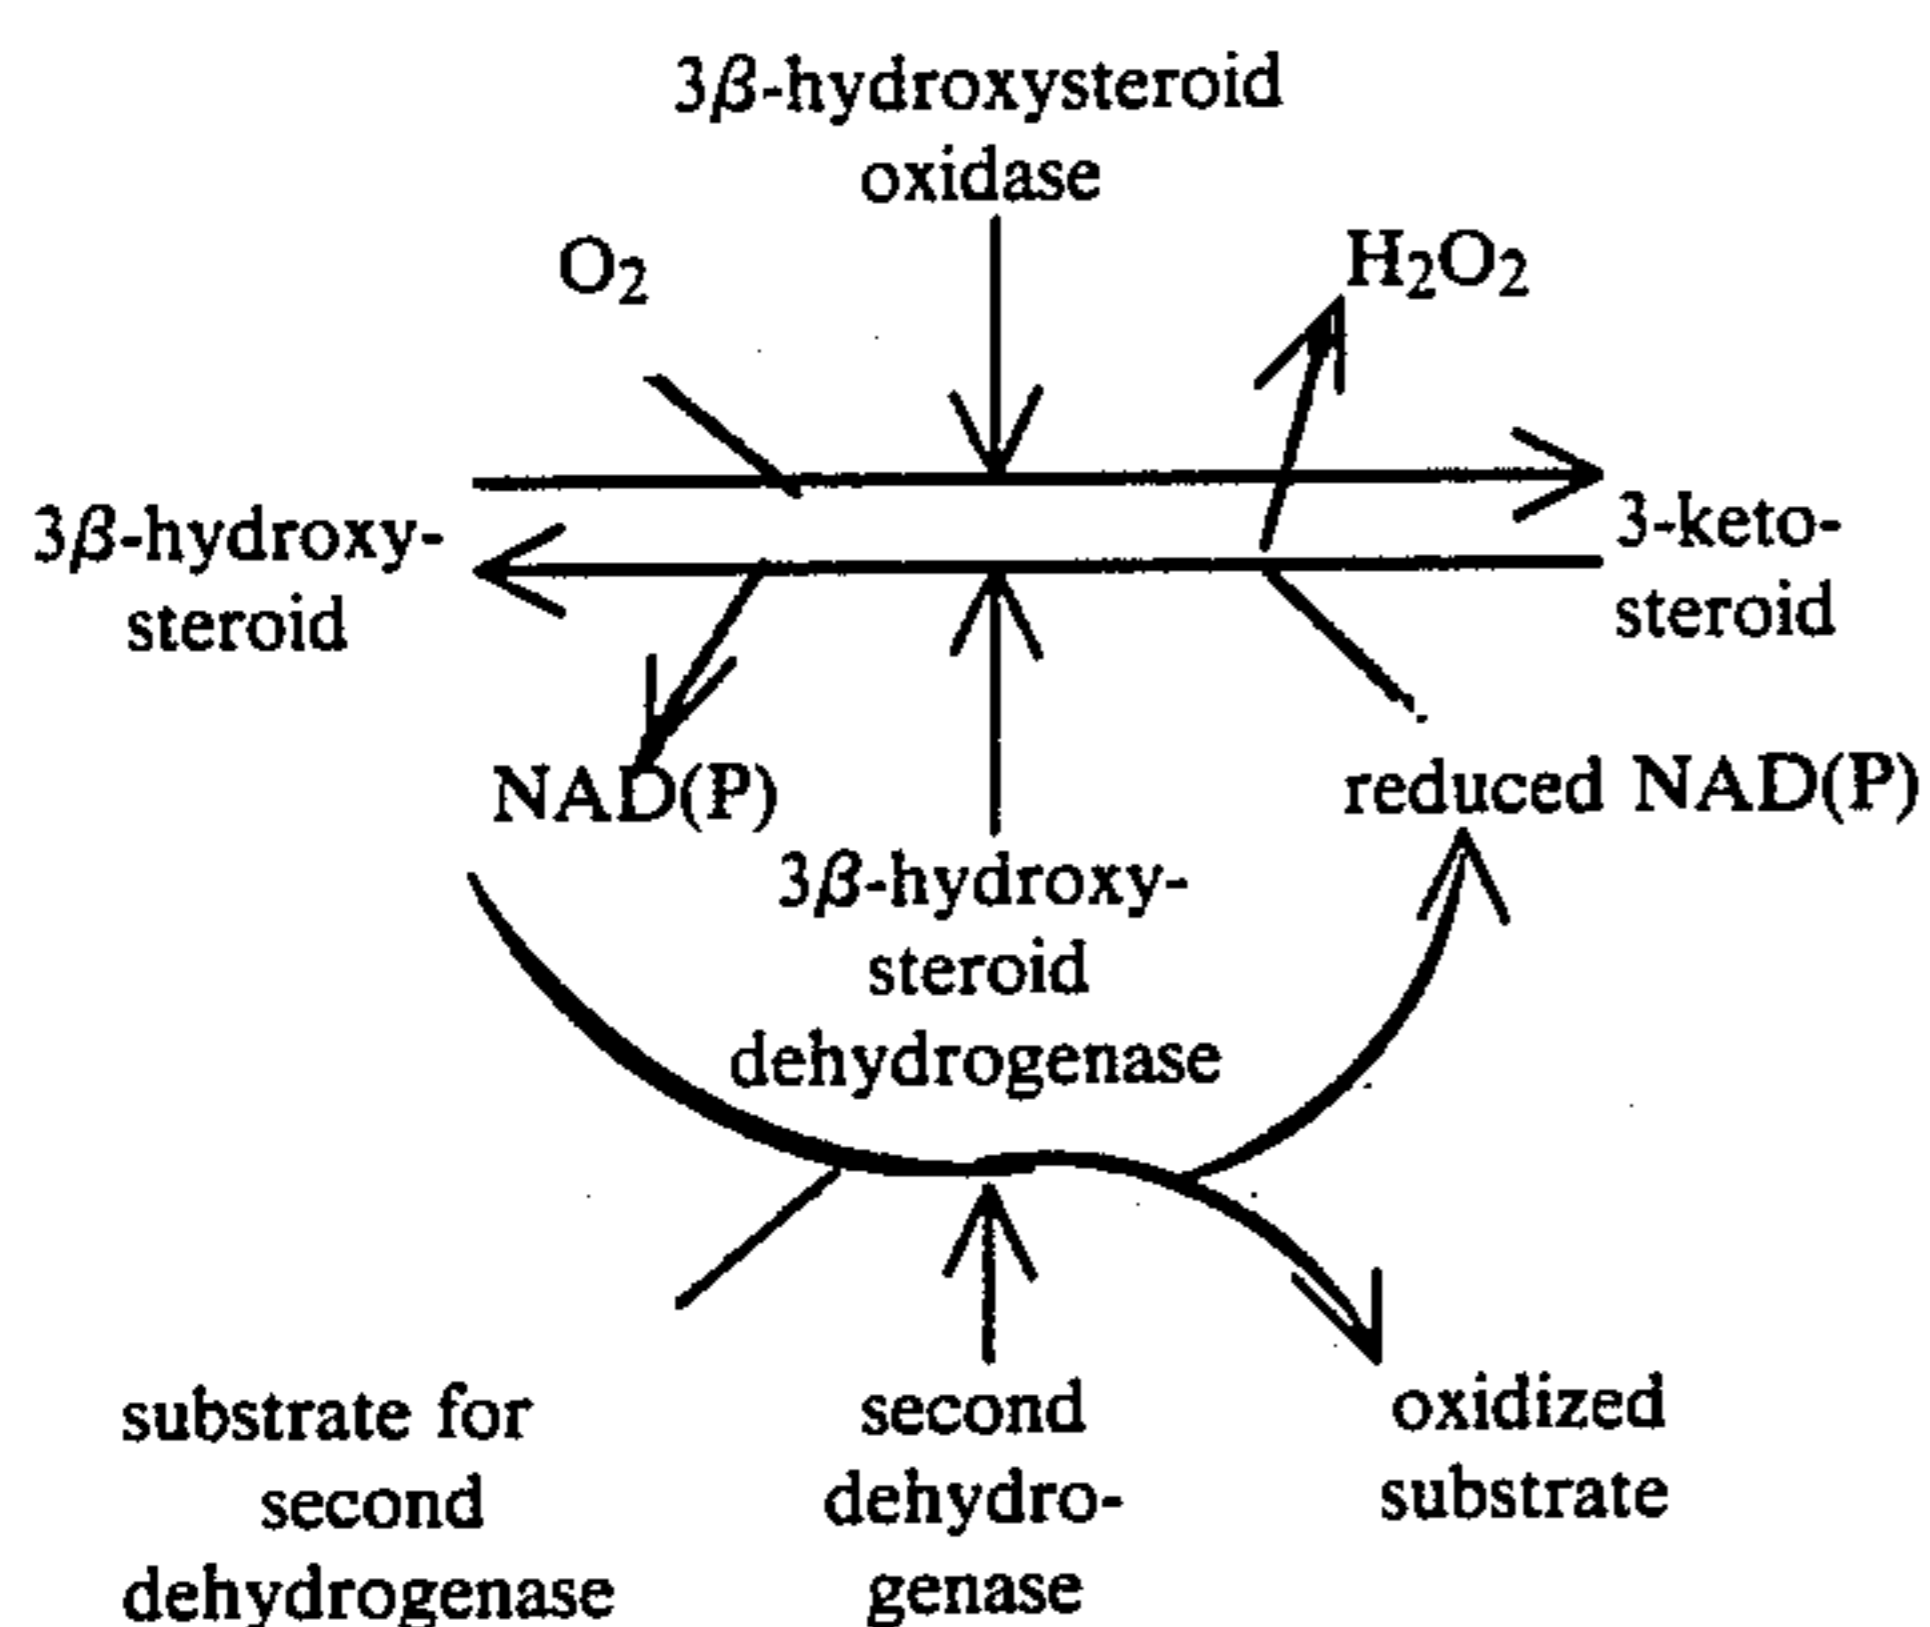 3β-hydroxysteroid
oxidase
O₂
H₂O₂
3β-hydroxy-
steroid
3-keto-
steroid
NAD(P)
reduced NAD(P)
3β-hydroxy-
steroid
dehydrogenase
substrate for
second
dehydrogenase
second
dehydro-
genase
oxidized
substrate